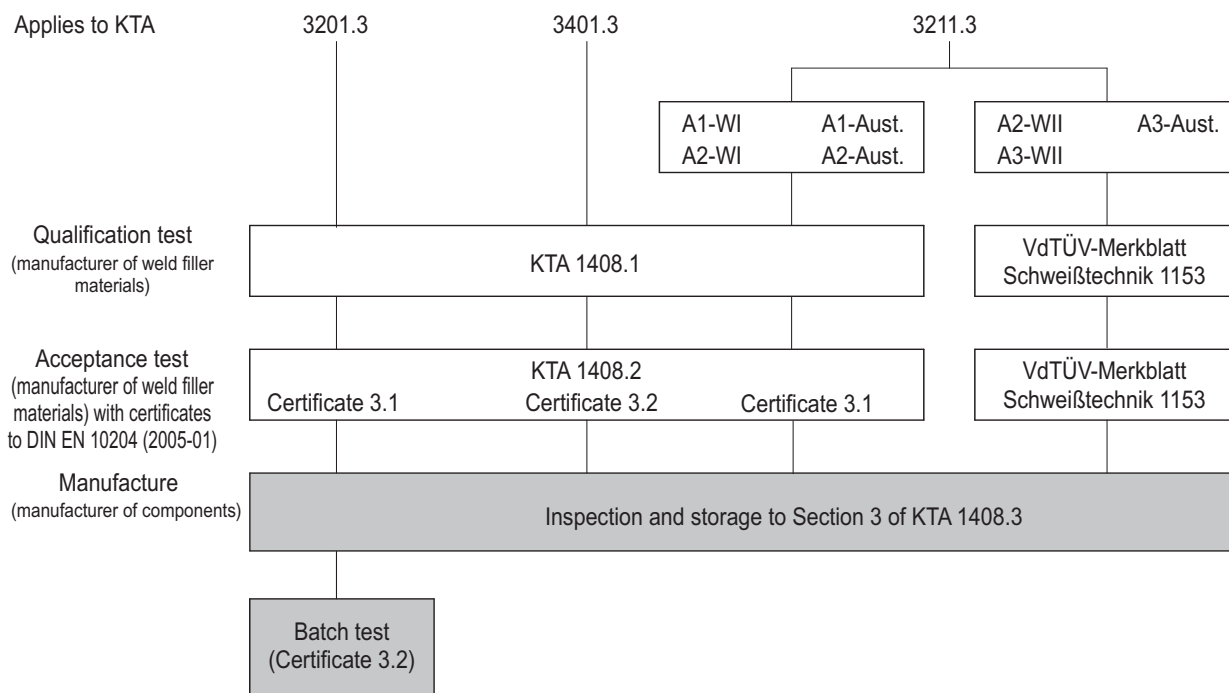 Applies to KTA 3201.3 3401.3 3211.3
A1-WI A1-Aust. A2-WII A3-Aust.
A2-WI A2-Aust. A3-WII
Qualification test
(manufacturer of weld filler
materials)
KTA 1408.1
VdTÜV-Merkblatt
Schweißtechnik 1153
Acceptance test
(manufacturer of weld filler
materials) with certificates
to DIN EN 10204 (2005-01)
KTA 1408.2
Certificate 3.1 Certificate 3.2 Certificate 3.1
VdTÜV-Merkblatt
Schweißtechnik 1153
Manufacture
(manufacturer of components)
Inspection and storage to Section 3 of KTA 1408.3
Batch test
(Certificate 3.2)